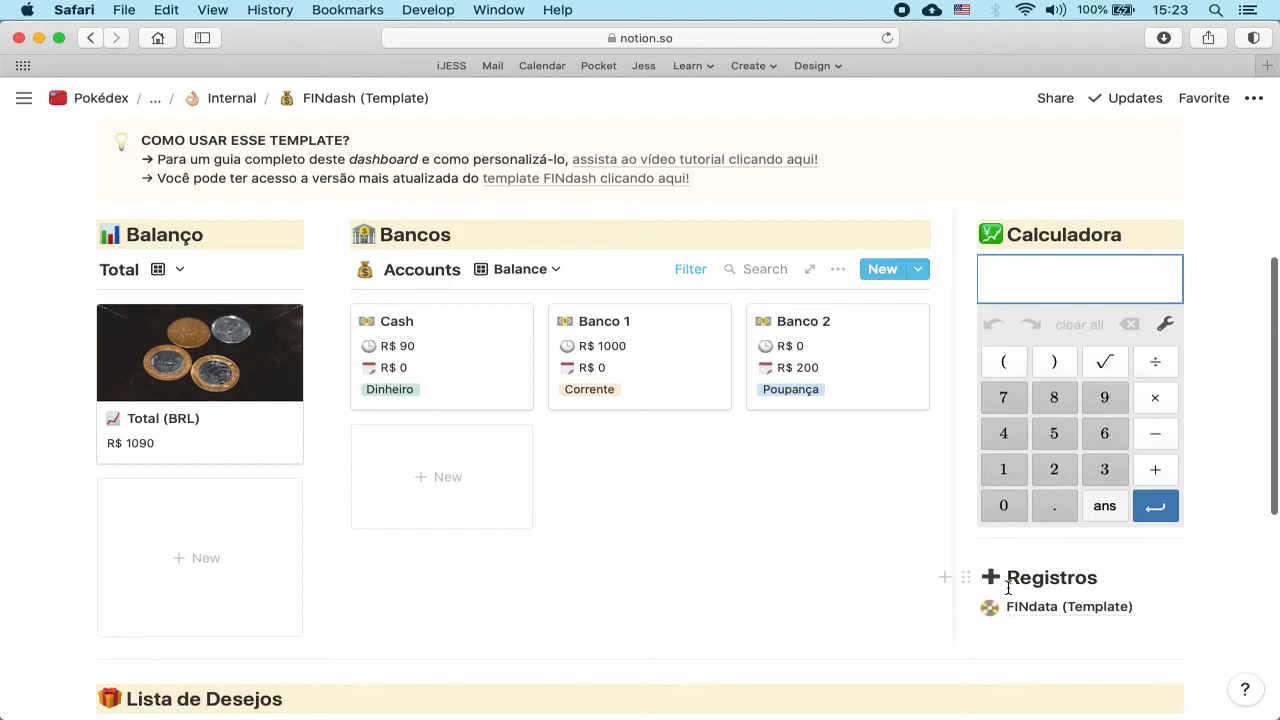 Safari File Edit View History Bookmarks Develop Window Help 100% 15:23
notion.so
iJESS Mail Calendar Pocket Jess Learn Create Design
Pokédex / ... / Internal / FINdash (Template) Share Updates Favorite
COMO USAR ESSE TEMPLATE?
→ Para um guia completo deste dashboard e como personalizá-lo, assista ao vídeo tutorial clicando aqui!
→ Você pode ter acesso a versão mais atualizada do template FINdash clicando aqui!
Balanço
Total
Total (BRL)
R$ 1090
+ New
Bancos
Accounts Balance Filter Search ... New
Cash
R$ 90
R$ 0
Dinheiro
Banco 1
R$ 1000
R$ 0
Corrente
Banco 2
R$ 0
R$ 200
Poupança
+ New
Calculadora
clear all
( ) √ ÷
7 8 9 ×
4 5 6 −
1 2 3 +
0 . ans
Registros
FINdata (Template)
Lista de Desejos
?